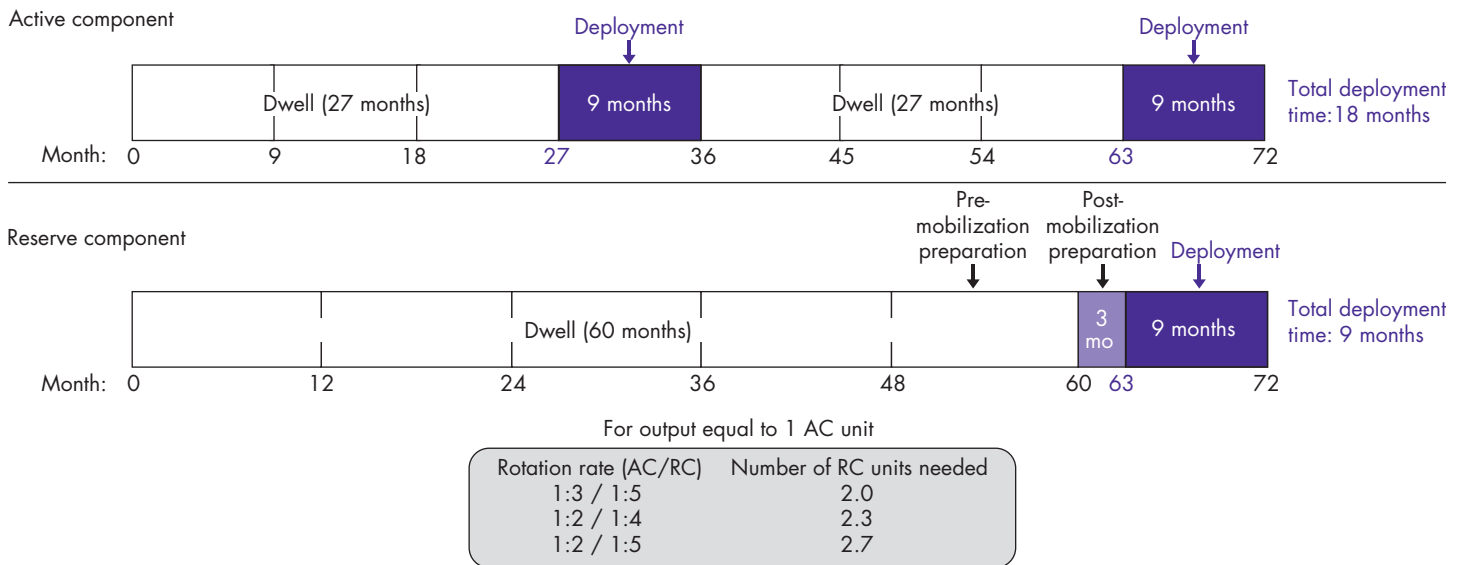 Active component
Deployment
Deployment
Dwell (27 months)
9 months
Dwell (27 months)
9 months
Total deployment
time:18 months
Month: 0 9 18 27 36 45 54 63 72
Reserve component
Pre-
mobilization
preparation
Post-
mobilization
preparation
Deployment
Dwell (60 months)
3
mo
9 months
Total deployment
time: 9 months
Month: 0 12 24 36 48 60 63 72
For output equal to 1 AC unit
Rotation rate (AC/RC) Number of RC units needed
1:3 / 1:5 2.0
1:2 / 1:4 2.3
1:2 / 1:5 2.7